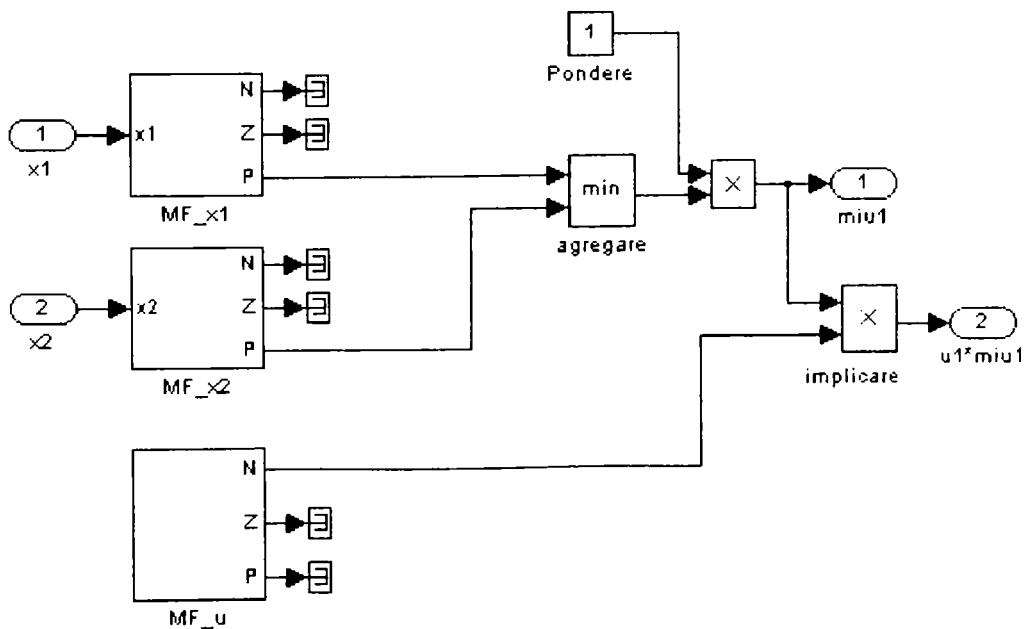 1
Pondere
N
Z
P
1
x1
x1
MF_x1
min
agregare
×
1
miu1
N
Z
P
2
x2
x2
MF_x2
×
implicare
2
u1*miu1
N
Z
P
MF_u